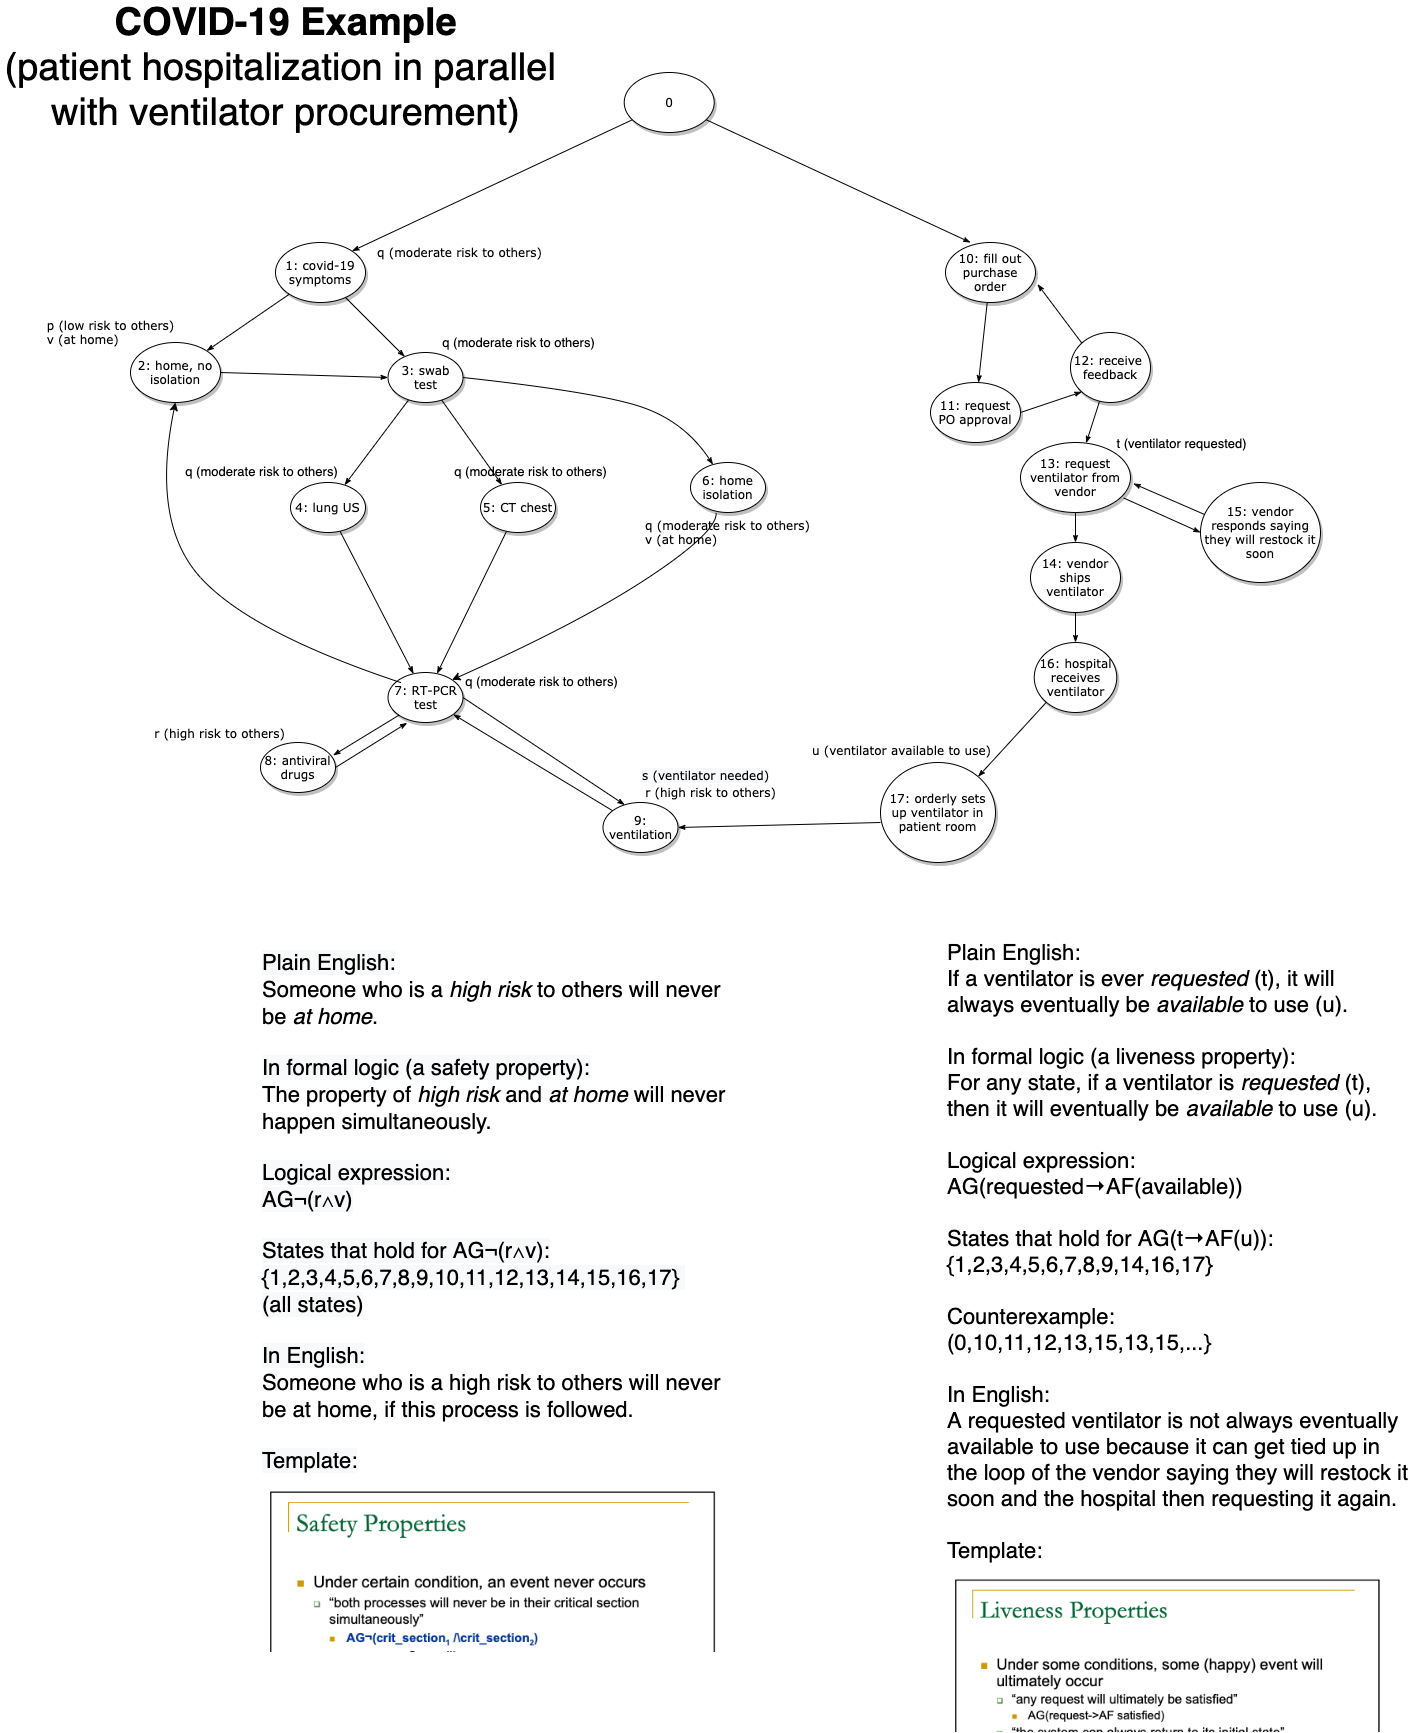 COVID-19 Example
(patient hospitalization in parallel
with ventilator procurement)
0
1: covid-19
symptoms
q (moderate risk to others)
10: fill out
purchase
order
p (low risk to others)
v (at home)
2: home, no
isolation
q (moderate risk to others)
3: swab
test
12: receive
feedback
11: request
PO approval
t (ventilator requested)
13: request
ventilator from
vendor
q (moderate risk to others)
4: lung US
q (moderate risk to others)
5: CT chest
6: home
isolation
q (moderate risk to others)
v (at home)
15: vendor
responds saying
they will restock it
soon
14: vendor
ships
ventilator
16: hospital
receives
ventilator
7: RT-PCR
test
q (moderate risk to others)
r (high risk to others)
8: antiviral
drugs
s (ventilator needed)
r (high risk to others)
9:
ventilation
u (ventilator available to use)
17: orderly sets
up ventilator in
patient room
Plain English:
Someone who is a high risk to others will never
be at home.
In formal logic (a safety property):
The property of high risk and at home will never
happen simultaneously.
Logical expression:
AG¬(r∧v)
States that hold for AG¬(r∧v):
{1,2,3,4,5,6,7,8,9,10,11,12,13,14,15,16,17}
(all states)
In English:
Someone who is a high risk to others will never
be at home, if this process is followed.
Template:
Safety Properties
Under certain condition, an event never occurs
“both processes will never be in their critical section
simultaneously”
AG¬(crit_section₁ /\crit_section₂)
Plain English:
If a ventilator is ever requested (t), it will
always eventually be available to use (u).
In formal logic (a liveness property):
For any state, if a ventilator is requested (t),
then it will eventually be available to use (u).
Logical expression:
AG(requested→AF(available))
States that hold for AG(t→AF(u)):
{1,2,3,4,5,6,7,8,9,14,16,17}
Counterexample:
(0,10,11,12,13,15,13,15,...}
In English:
A requested ventilator is not always eventually
available to use because it can get tied up in
the loop of the vendor saying they will restock it
soon and the hospital then requesting it again.
Template:
Liveness Properties
Under some conditions, some (happy) event will
ultimately occur
“any request will ultimately be satisfied”
AG(request->AF satisfied)
“the system can always return to its initial state”